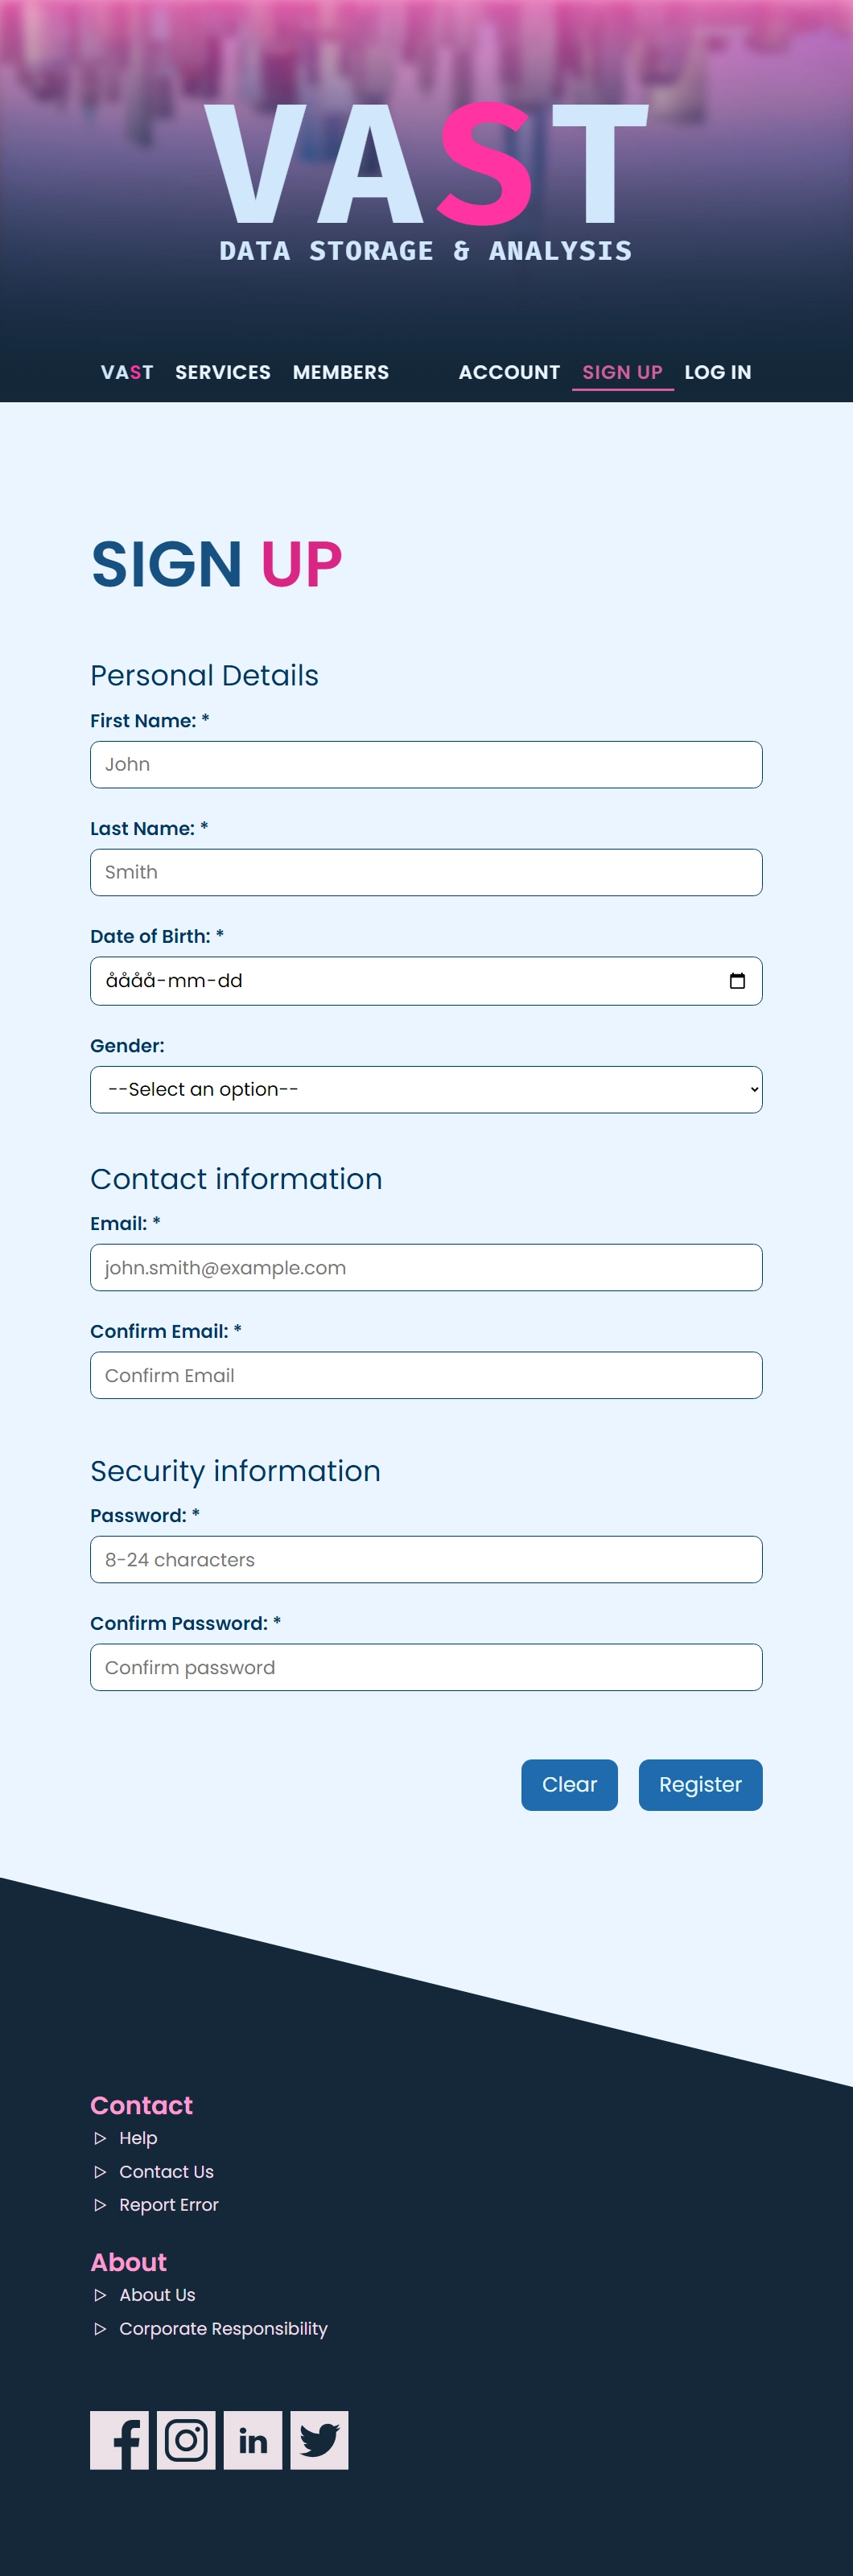 VAST
DATA STORAGE & ANALYSIS
VAST SERVICES MEMBERS ACCOUNT SIGN UP LOG IN
SIGN UP
Personal Details
First Name: *
John
Last Name: *
Smith
Date of Birth: *
åååå-mm-dd
Gender:
--Select an option--
Contact information
Email: *
john.smith@example.com
Confirm Email: *
Confirm Email
Security information
Password: *
8-24 characters
Confirm Password: *
Confirm password
Clear Register
Contact
Help
Contact Us
Report Error
About
About Us
Corporate Responsibility